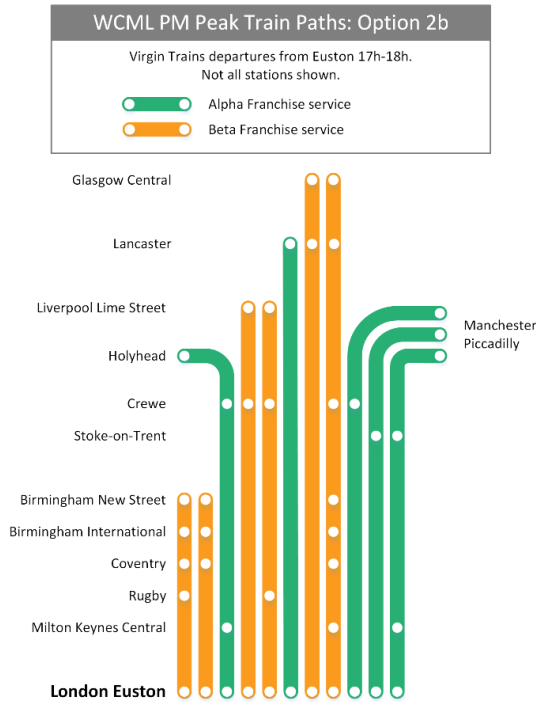 WCML PM Peak Train Paths: Option 2b
Virgin Trains departures from Euston 17h-18h.
Not all stations shown.
Alpha Franchise service
Beta Franchise service
Glasgow Central
Lancaster
Liverpool Lime Street
Manchester
Piccadilly
Holyhead
Crewe
Stoke-on-Trent
Birmingham New Street
Birmingham International
Coventry
Rugby
Milton Keynes Central
London Euston